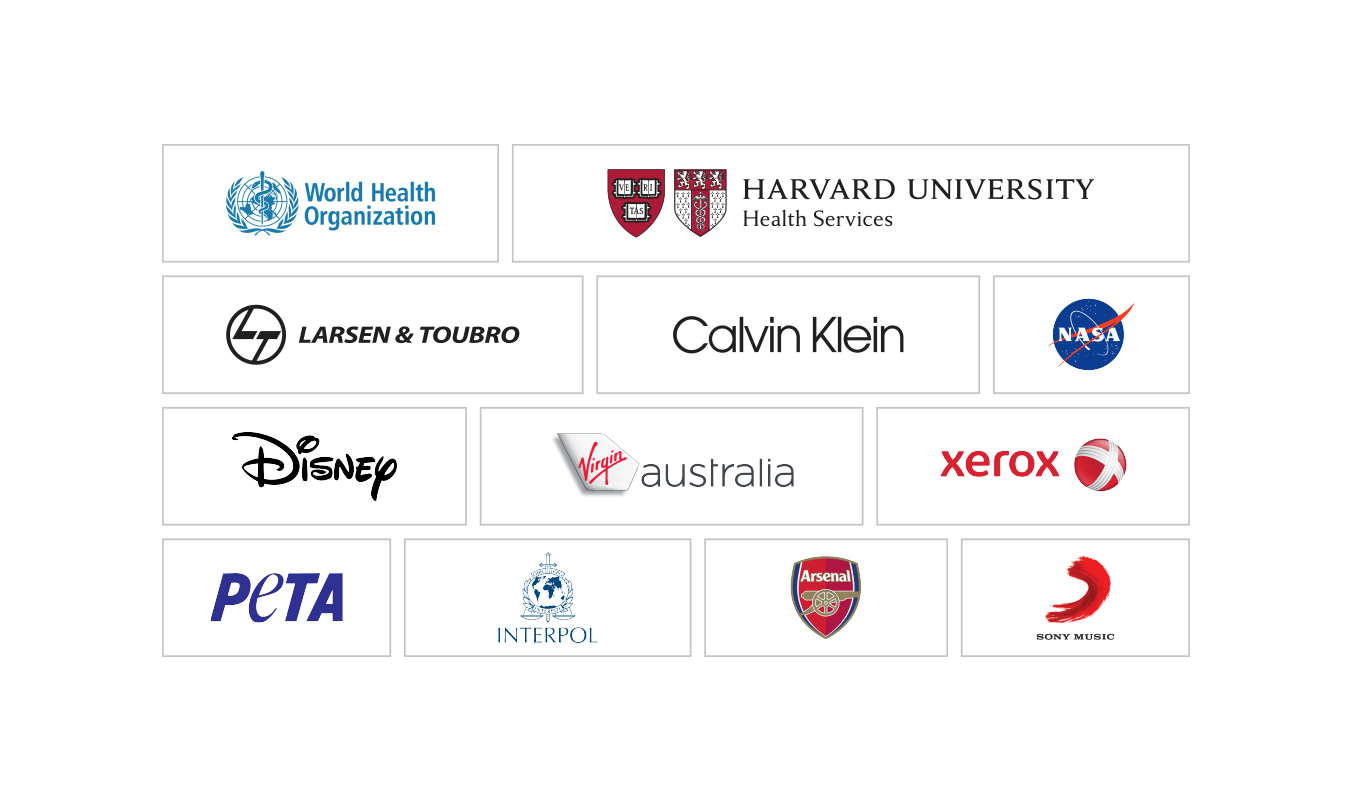 World Health
Organization
VE RI
TAS
HARVARD UNIVERSITY
Health Services
LT
LARSEN & TOUBRO
Calvin Klein
NASA
Disney
Virgin
australia
xerox
PeTA
INTERPOL
Arsenal
SONY MUSIC